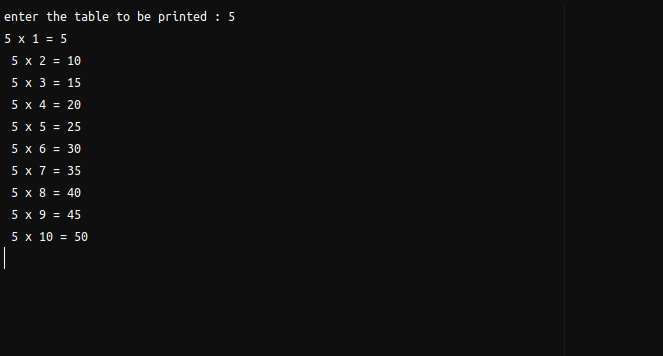 enter the table to be printed : 5
5 x 1 = 5
 5 x 2 = 10
 5 x 3 = 15
 5 x 4 = 20
 5 x 5 = 25
 5 x 6 = 30
 5 x 7 = 35
 5 x 8 = 40
 5 x 9 = 45
 5 x 10 = 50